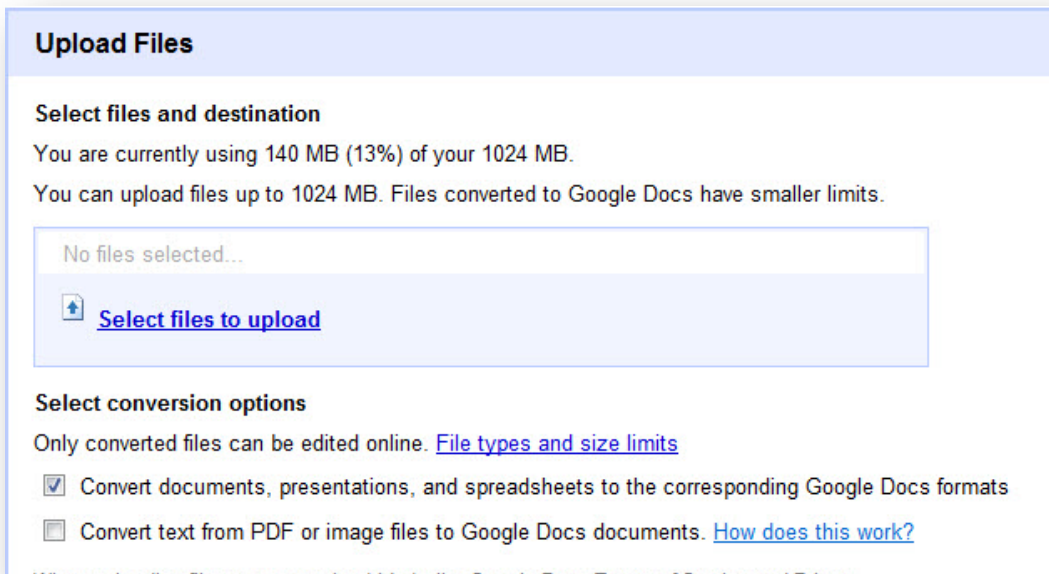 Upload Files
Select files and destination
You are currently using 140 MB (13%) of your 1024 MB.
You can upload files up to 1024 MB. Files converted to Google Docs have smaller limits.
No files selected...
Select files to upload
Select conversion options
Only converted files can be edited online. File types and size limits
Convert documents, presentations, and spreadsheets to the corresponding Google Docs formats
Convert text from PDF or image files to Google Docs documents. How does this work?